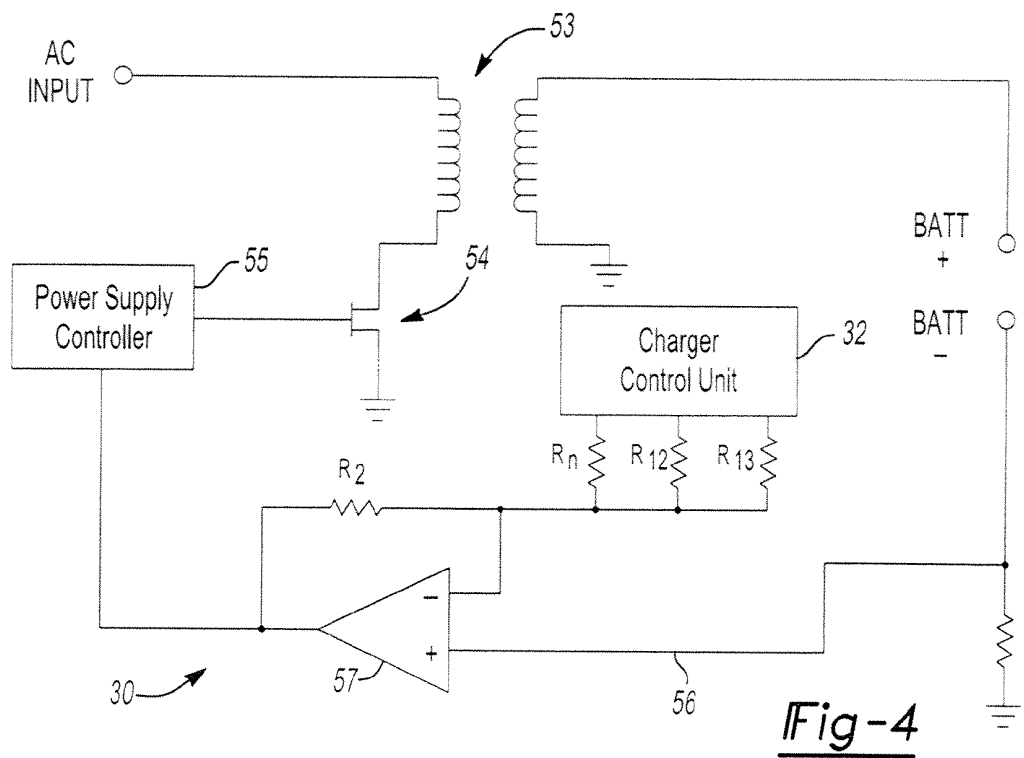 53
AC
INPUT
BATT
+
55
54
Power Supply
Controller
BATT
−
32
Charger
Control Unit
Rn
R12
R13
R2
−
+
57
56
30
Fig-4